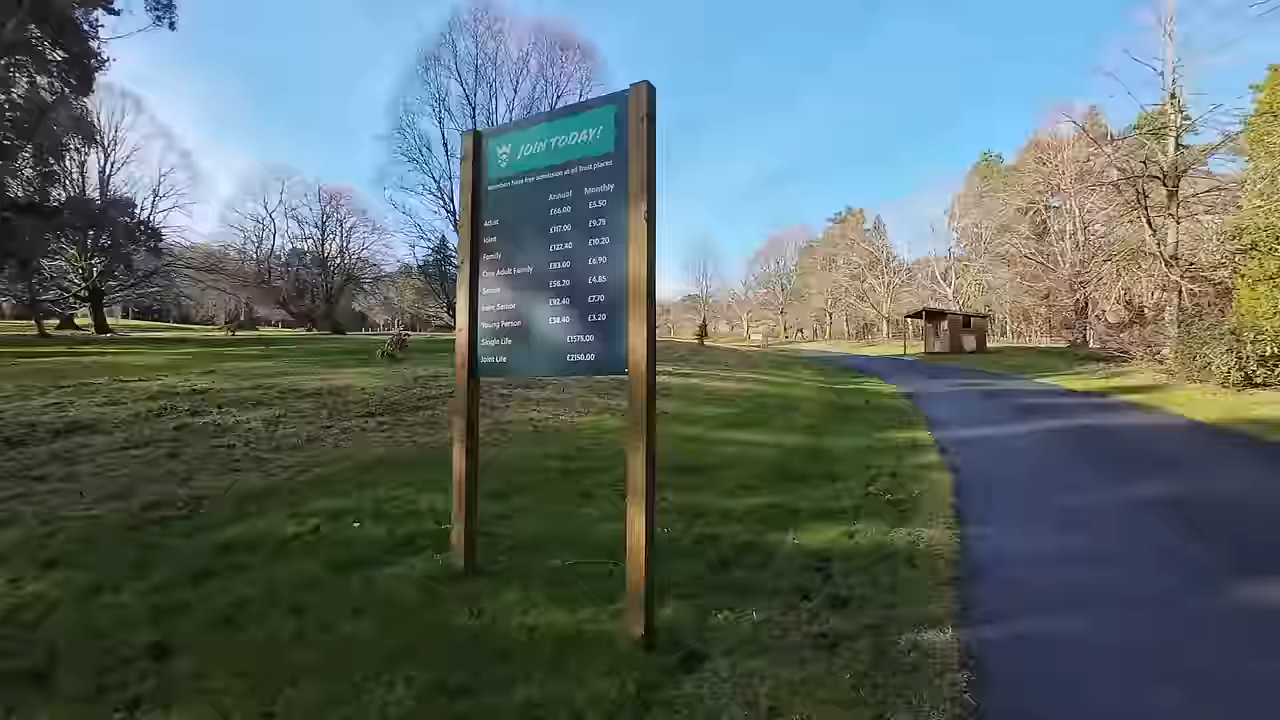 JOIN TODAY!
Members have free admission at all Trust places
Annual Monthly
Adult £66.00 £5.50
Joint £117.00 £9.75
Family £122.40 £10.20
One Adult Family £83.00 £6.90
Senior £58.20 £4.85
Joint Senior £92.40 £7.70
Young Person £38.40 £3.20
Single Life £1575.00
Joint Life £2150.00